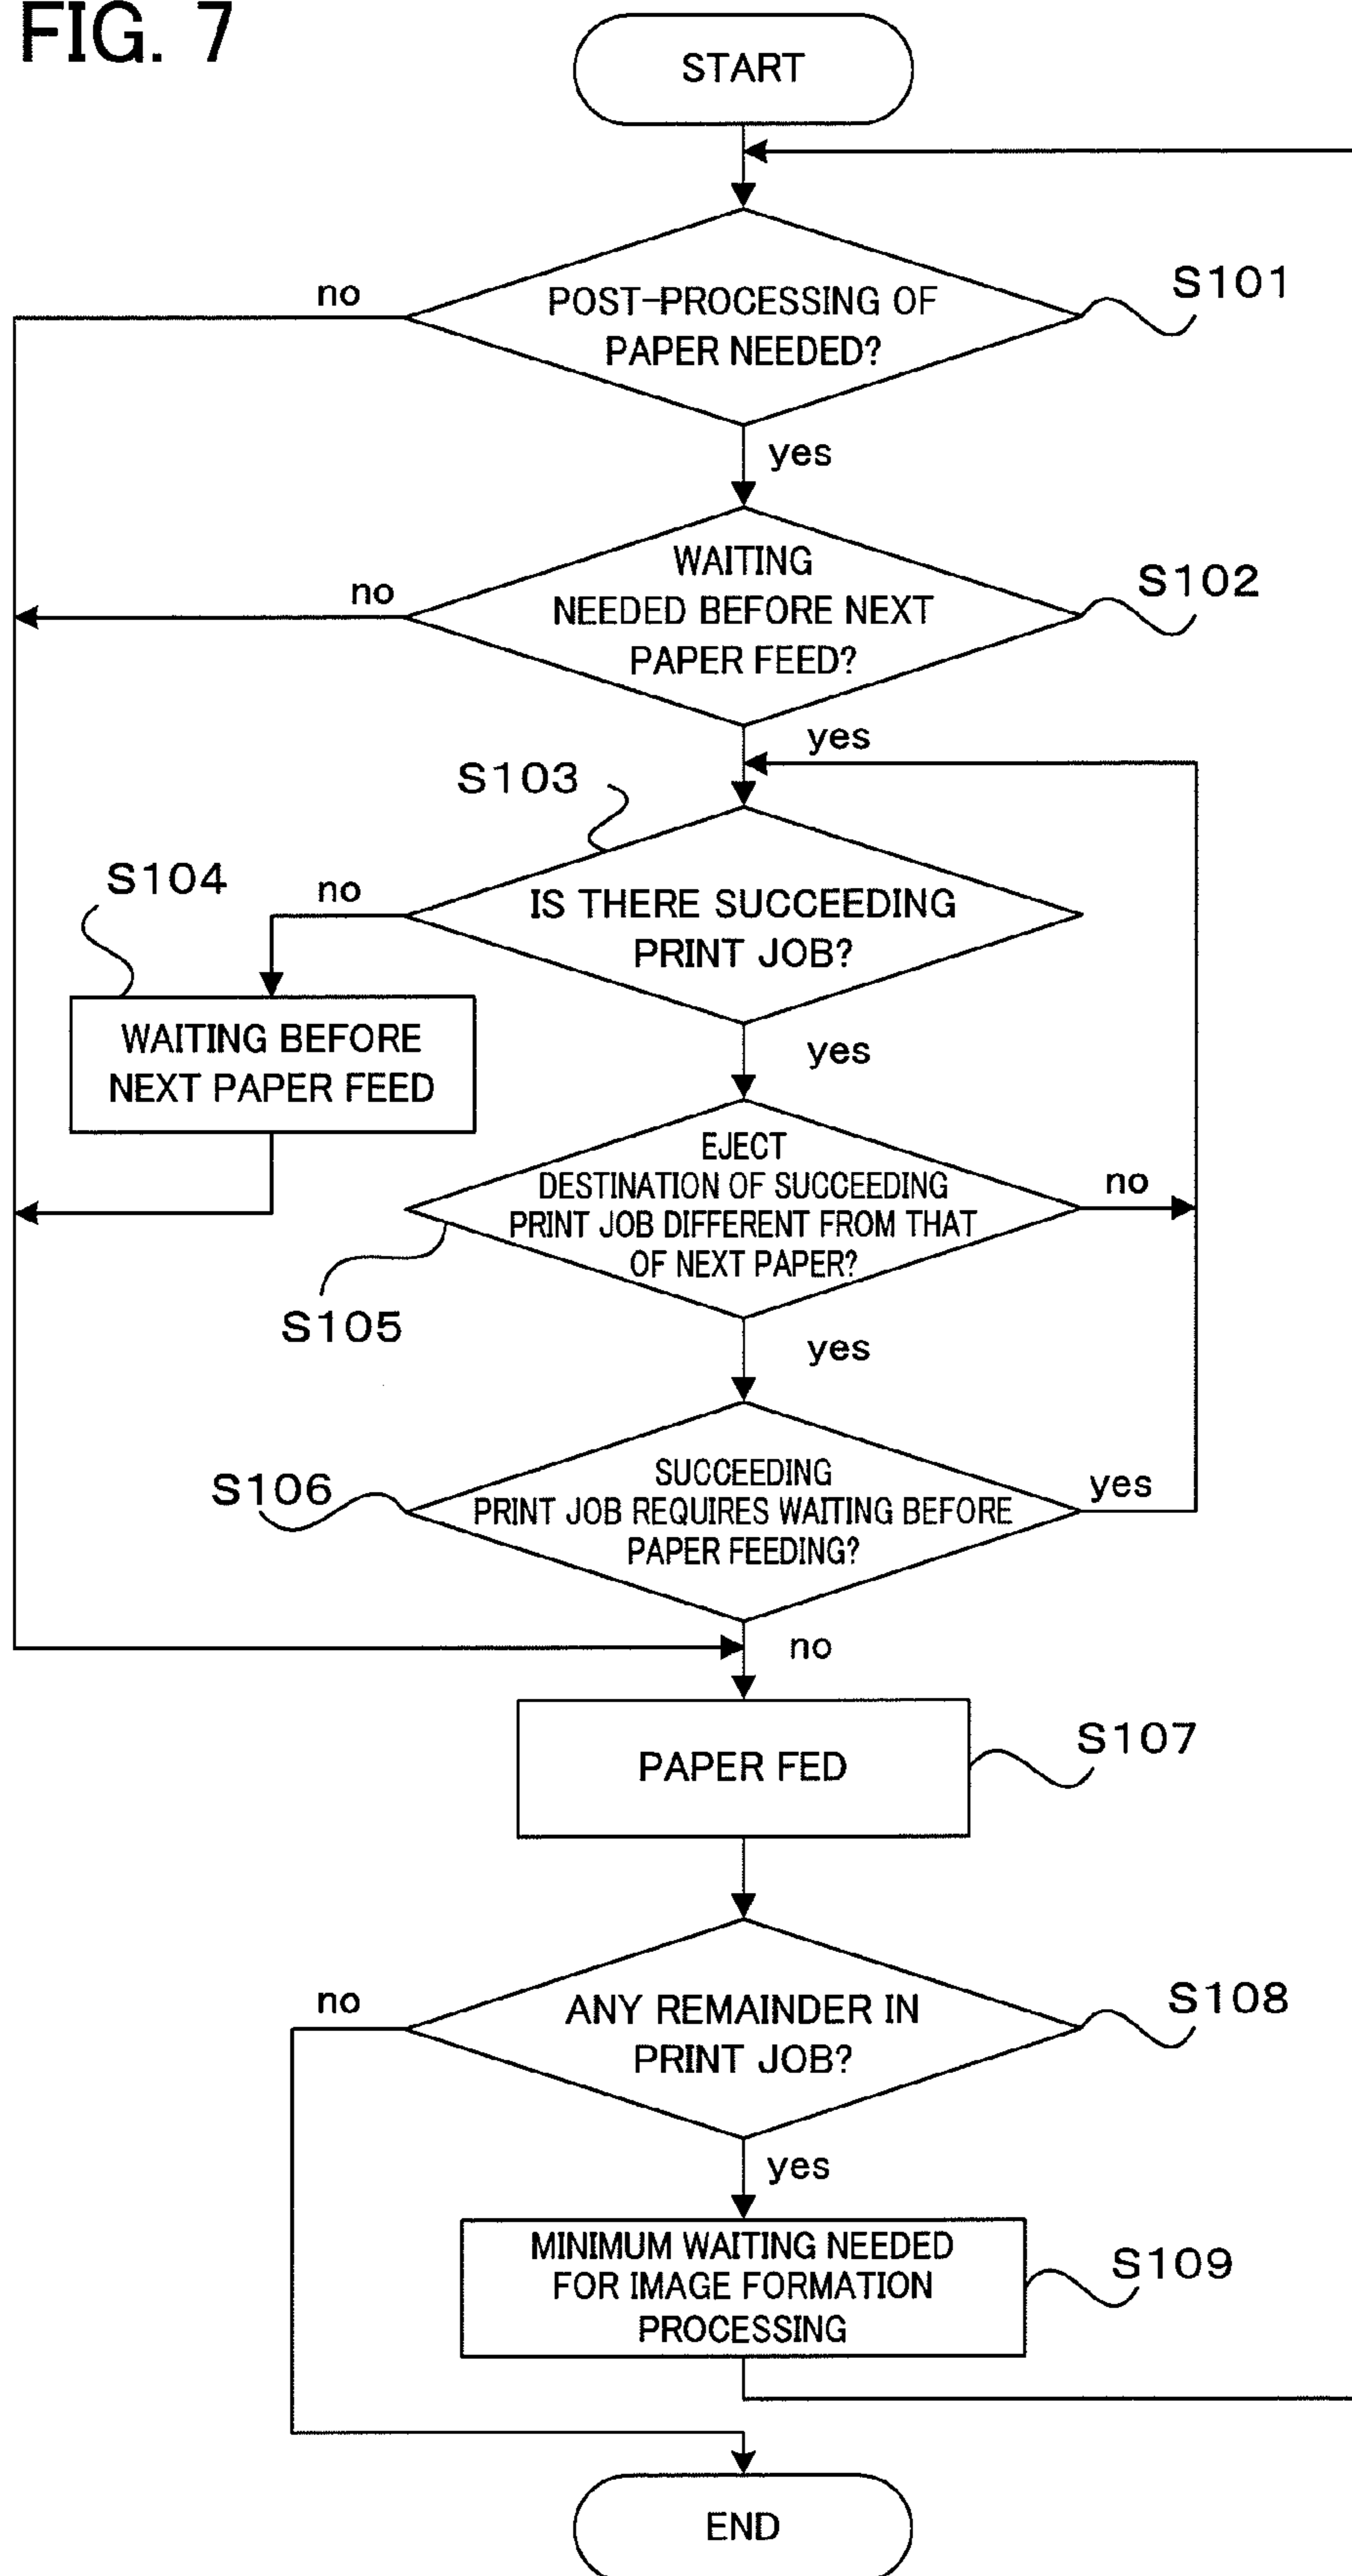 FIG. 7
START
no
POST-PROCESSING OF
PAPER NEEDED?
S101
yes
no
WAITING
NEEDED BEFORE NEXT
PAPER FEED?
S102
yes
S103
S104
no
IS THERE SUCCEEDING
PRINT JOB?
WAITING BEFORE
NEXT PAPER FEED
yes
EJECT
DESTINATION OF SUCCEEDING
PRINT JOB DIFFERENT FROM THAT
OF NEXT PAPER?
no
S105
yes
S106
SUCCEEDING
PRINT JOB REQUIRES WAITING BEFORE
PAPER FEEDING?
yes
no
PAPER FED
S107
no
ANY REMAINDER IN
PRINT JOB?
S108
yes
MINIMUM WAITING NEEDED
FOR IMAGE FORMATION
PROCESSING
S109
END